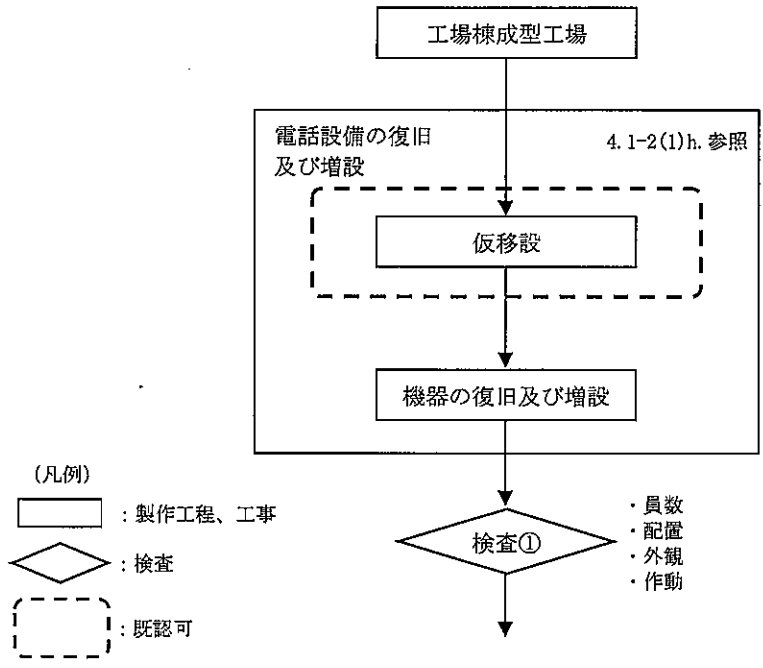 工場棟成型工場
電話設備の復旧
及び増設
4.1-2(1)h.参照
仮移設
機器の復旧及び増設
検査①
・員数
・配置
・外観
・作動
(凡例)
：製作工程、工事
：検査
：既認可